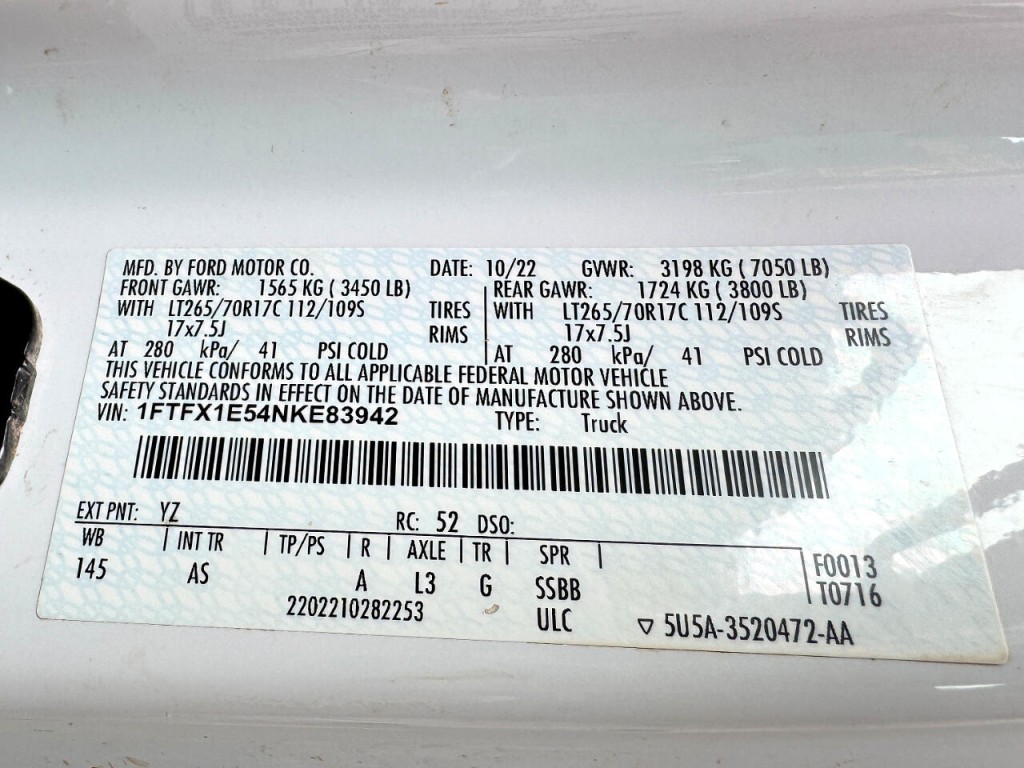 MFD. BY FORD MOTOR CO. DATE: 10/22 GVWR: 3198 KG ( 7050 LB)
FRONT GAWR: 1565 KG ( 3450 LB) REAR GAWR: 1724 KG ( 3800 LB)
WITH LT265/70R17C 112/109S TIRES WITH LT265/70R17C 112/109S TIRES
17x7.5J RIMS 17x7.5J RIMS
AT 280 kPa/ 41 PSI COLD AT 280 kPa/ 41 PSI COLD
THIS VEHICLE CONFORMS TO ALL APPLICABLE FEDERAL MOTOR VEHICLE
SAFETY STANDARDS IN EFFECT ON THE DATE OF MANUFACTURE SHOWN ABOVE.
VIN: 1FTFX1E54NKE83942 TYPE: Truck
EXT PNT: YZ RC: 52 DSO:
WB INT TR TP/PS R AXLE TR SPR F0013
145 AS A L3 G SSBB T0716
2202210282253 ULC 5U5A-3520472-AA